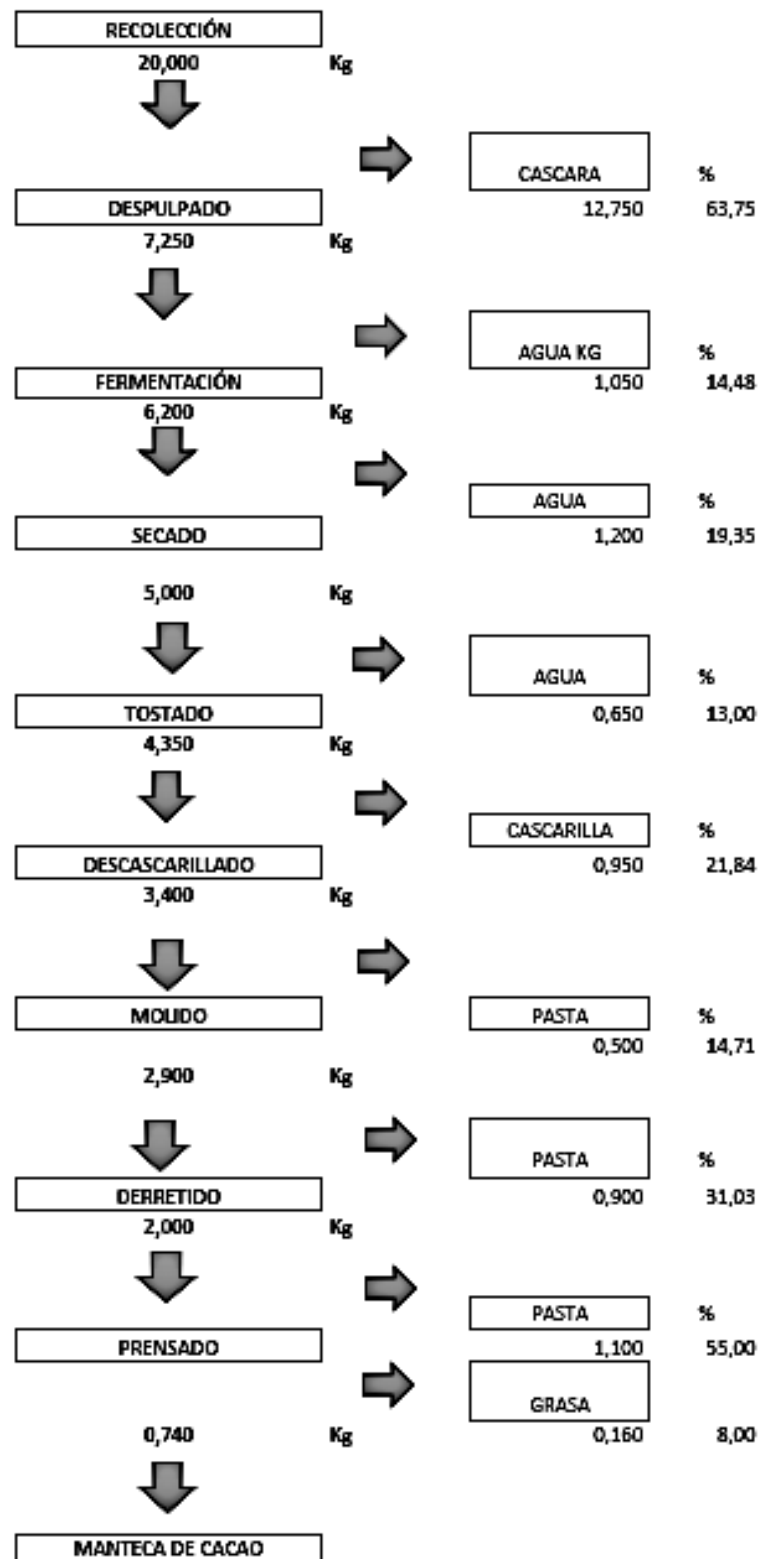 RECOLECCIÓN
20,000 Kg
CASCARA %
12,750 63,75
DESPULPADO
7,250 Kg
AGUA KG %
1,050 14,48
FERMENTACIÓN
6,200 Kg
AGUA %
1,200 19,35
SECADO
5,000 Kg
AGUA %
0,650 13,00
TOSTADO
4,350 Kg
CASCARILLA %
0,950 21,84
DESCASCARILLADO
3,400 Kg
MOLIDO
PASTA %
0,500 14,71
2,900 Kg
PASTA %
0,900 31,03
DERRETIDO
2,000 Kg
PASTA %
1,100 55,00
PRENSADO
GRASA
0,160 8,00
0,740 Kg
MANTECA DE CACAO